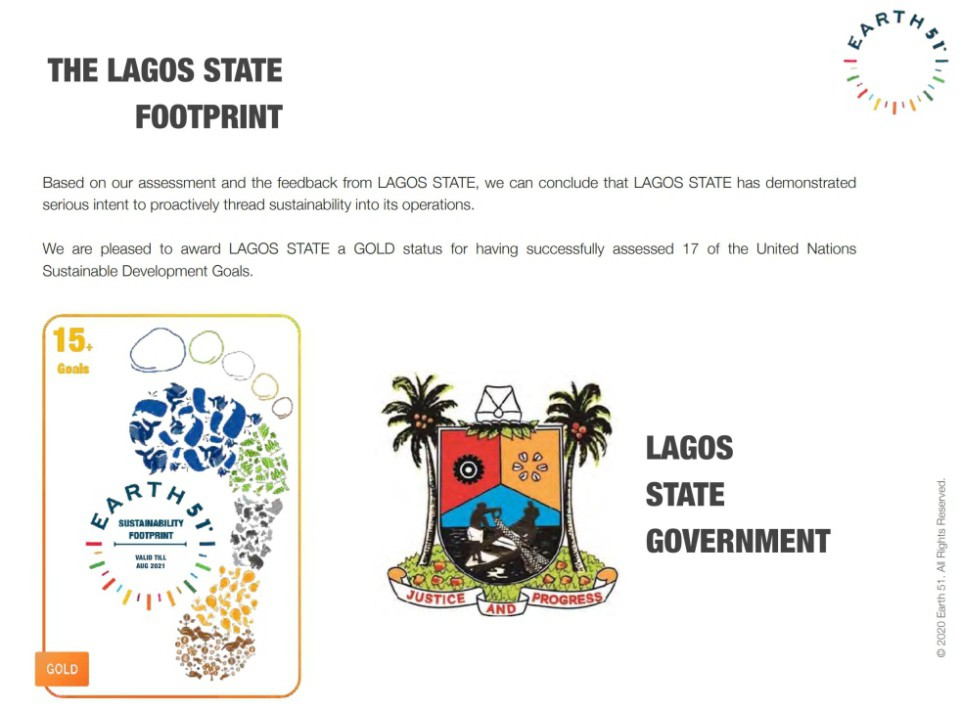 THE LAGOS STATE
FOOTPRINT
EARTH 51°
Based on our assessment and the feedback from LAGOS STATE, we can conclude that LAGOS STATE has demonstrated
serious intent to proactively thread sustainability into its operations.
We are pleased to award LAGOS STATE a GOLD status for having successfully assessed 17 of the United Nations
Sustainable Development Goals.
15+
Goals
EARTH 51°
SUSTAINABILITY
FOOTPRINT
VALID TILL
AUG 2021
GOLD
JUSTICE AND PROGRESS
LAGOS
STATE
GOVERNMENT
© 2020 Earth 51. All Rights Reserved.